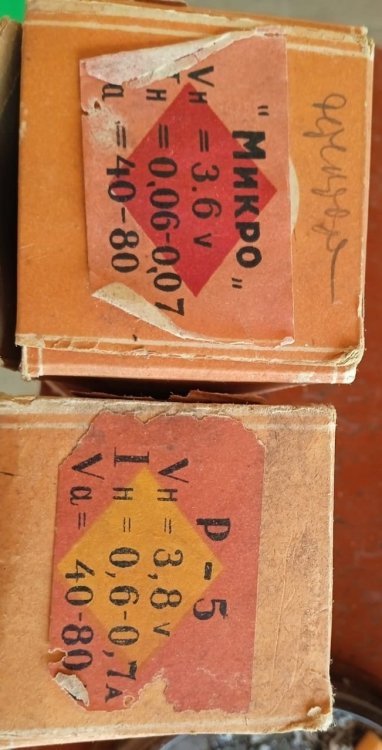 "МИКРО"
Vн = 3.6 v
Iн = 0,06-0,07
Vа = 40-80
Р-5
Vн = 3,8 v
Iн = 0,6-0,7 А
Vа = 40-80